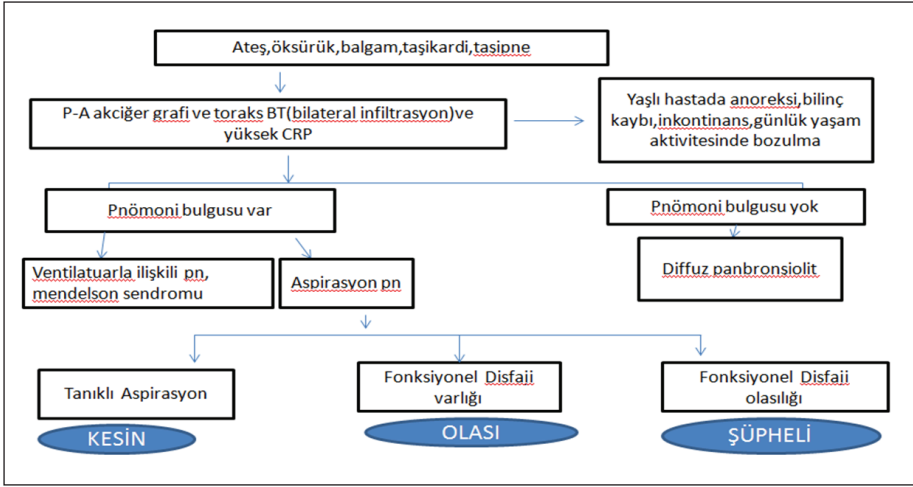 Ateş,öksürük,balgam,taşikardi,taşipne
P-A akciğer grafi ve toraks BT(bilateral infiltrasyon)ve
yüksek CRP
Yaşlı hastada anoreksi,bilinç
kaybı,inkontinans,günlük yaşam
aktivitesinde bozulma
Pnömoni bulgusu var
Pnömoni bulgusu yok
Ventilatuarla ilişkili pn,
mendelson sendromu
Aspirasyon pn
Diffuz panbronsiolit
Tanıklı Aspirasyon
Fonksiyonel Disfaji
varlığı
Fonksiyonel Disfaji
olasılığı
KESİN
OLASI
ŞÜPHELİ